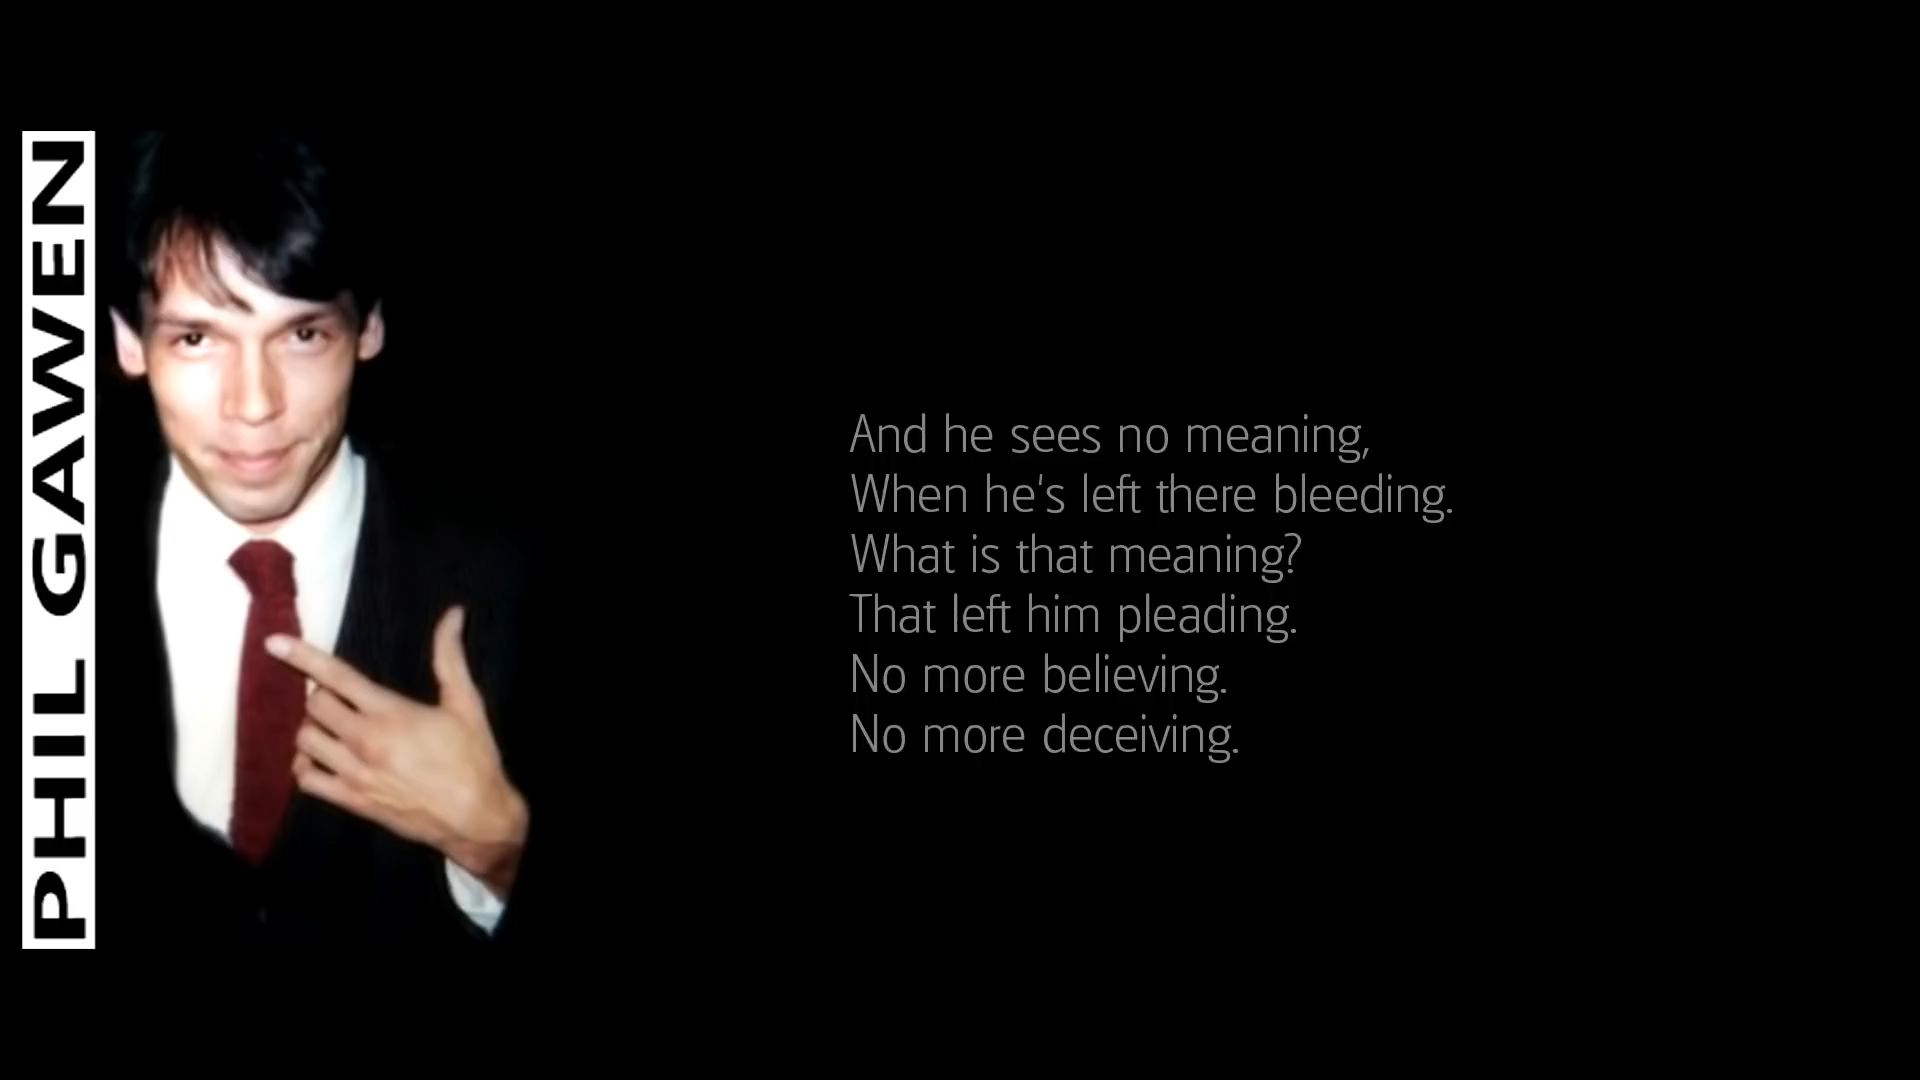 PHIL GAWEN
And he sees no meaning,
When he's left there bleeding.
What is that meaning?
That left him pleading.
No more believing.
No more deceiving.